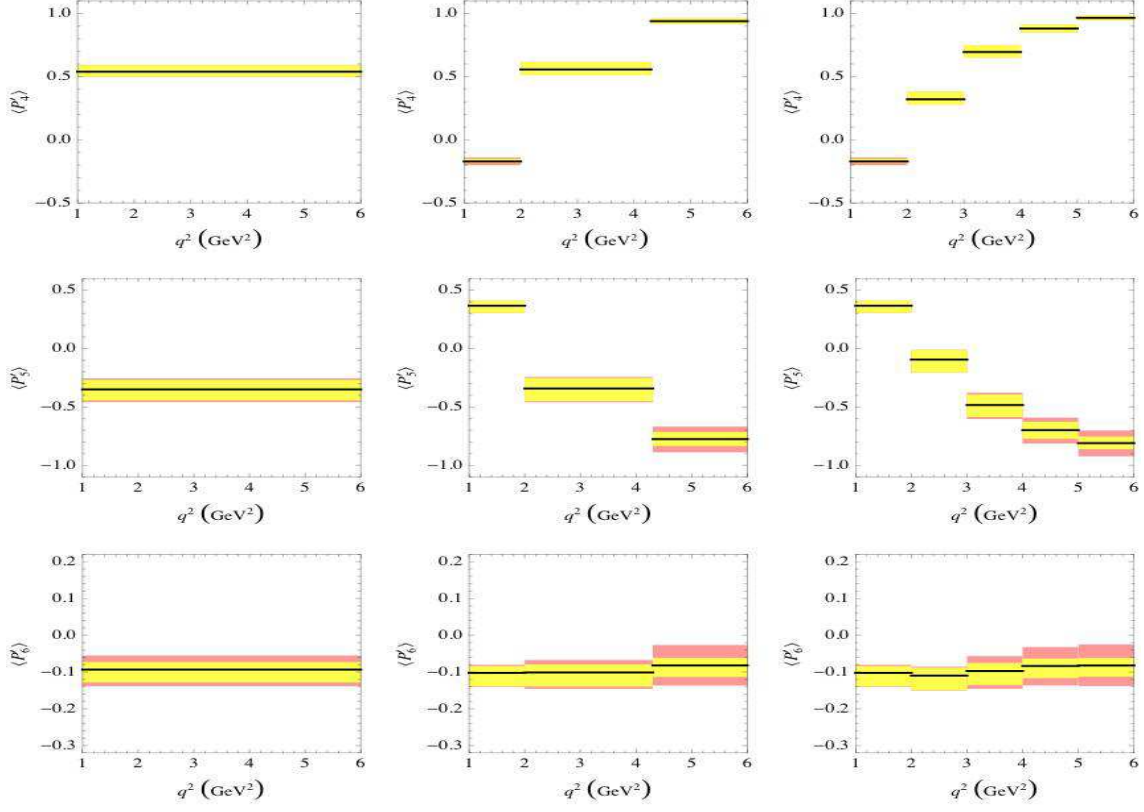 1.0 1.0 1.0
0.5 0.5 0.5
⟨P′4⟩ ⟨P′4⟩ ⟨P′4⟩
0.0 0.0 0.0
−0.5 −0.5 −0.5
1 2 3 4 5 6 1 2 3 4 5 6 1 2 3 4 5 6
q² (GeV²) q² (GeV²) q² (GeV²)
0.5 0.5 0.5
0.0 0.0 0.0
⟨P′5⟩ ⟨P′5⟩ ⟨P′5⟩
−0.5 −0.5 −0.5
−1.0 −1.0 −1.0
1 2 3 4 5 6 1 2 3 4 5 6 1 2 3 4 5 6
q² (GeV²) q² (GeV²) q² (GeV²)
0.2 0.2 0.2
0.1 0.1 0.1
0.0 0.0 0.0
⟨P′6⟩ ⟨P′6⟩ ⟨P′6⟩
−0.1 −0.1 −0.1
−0.2 −0.2 −0.2
−0.3 −0.3 −0.3
1 2 3 4 5 6 1 2 3 4 5 6 1 2 3 4 5 6
q² (GeV²) q² (GeV²) q² (GeV²)